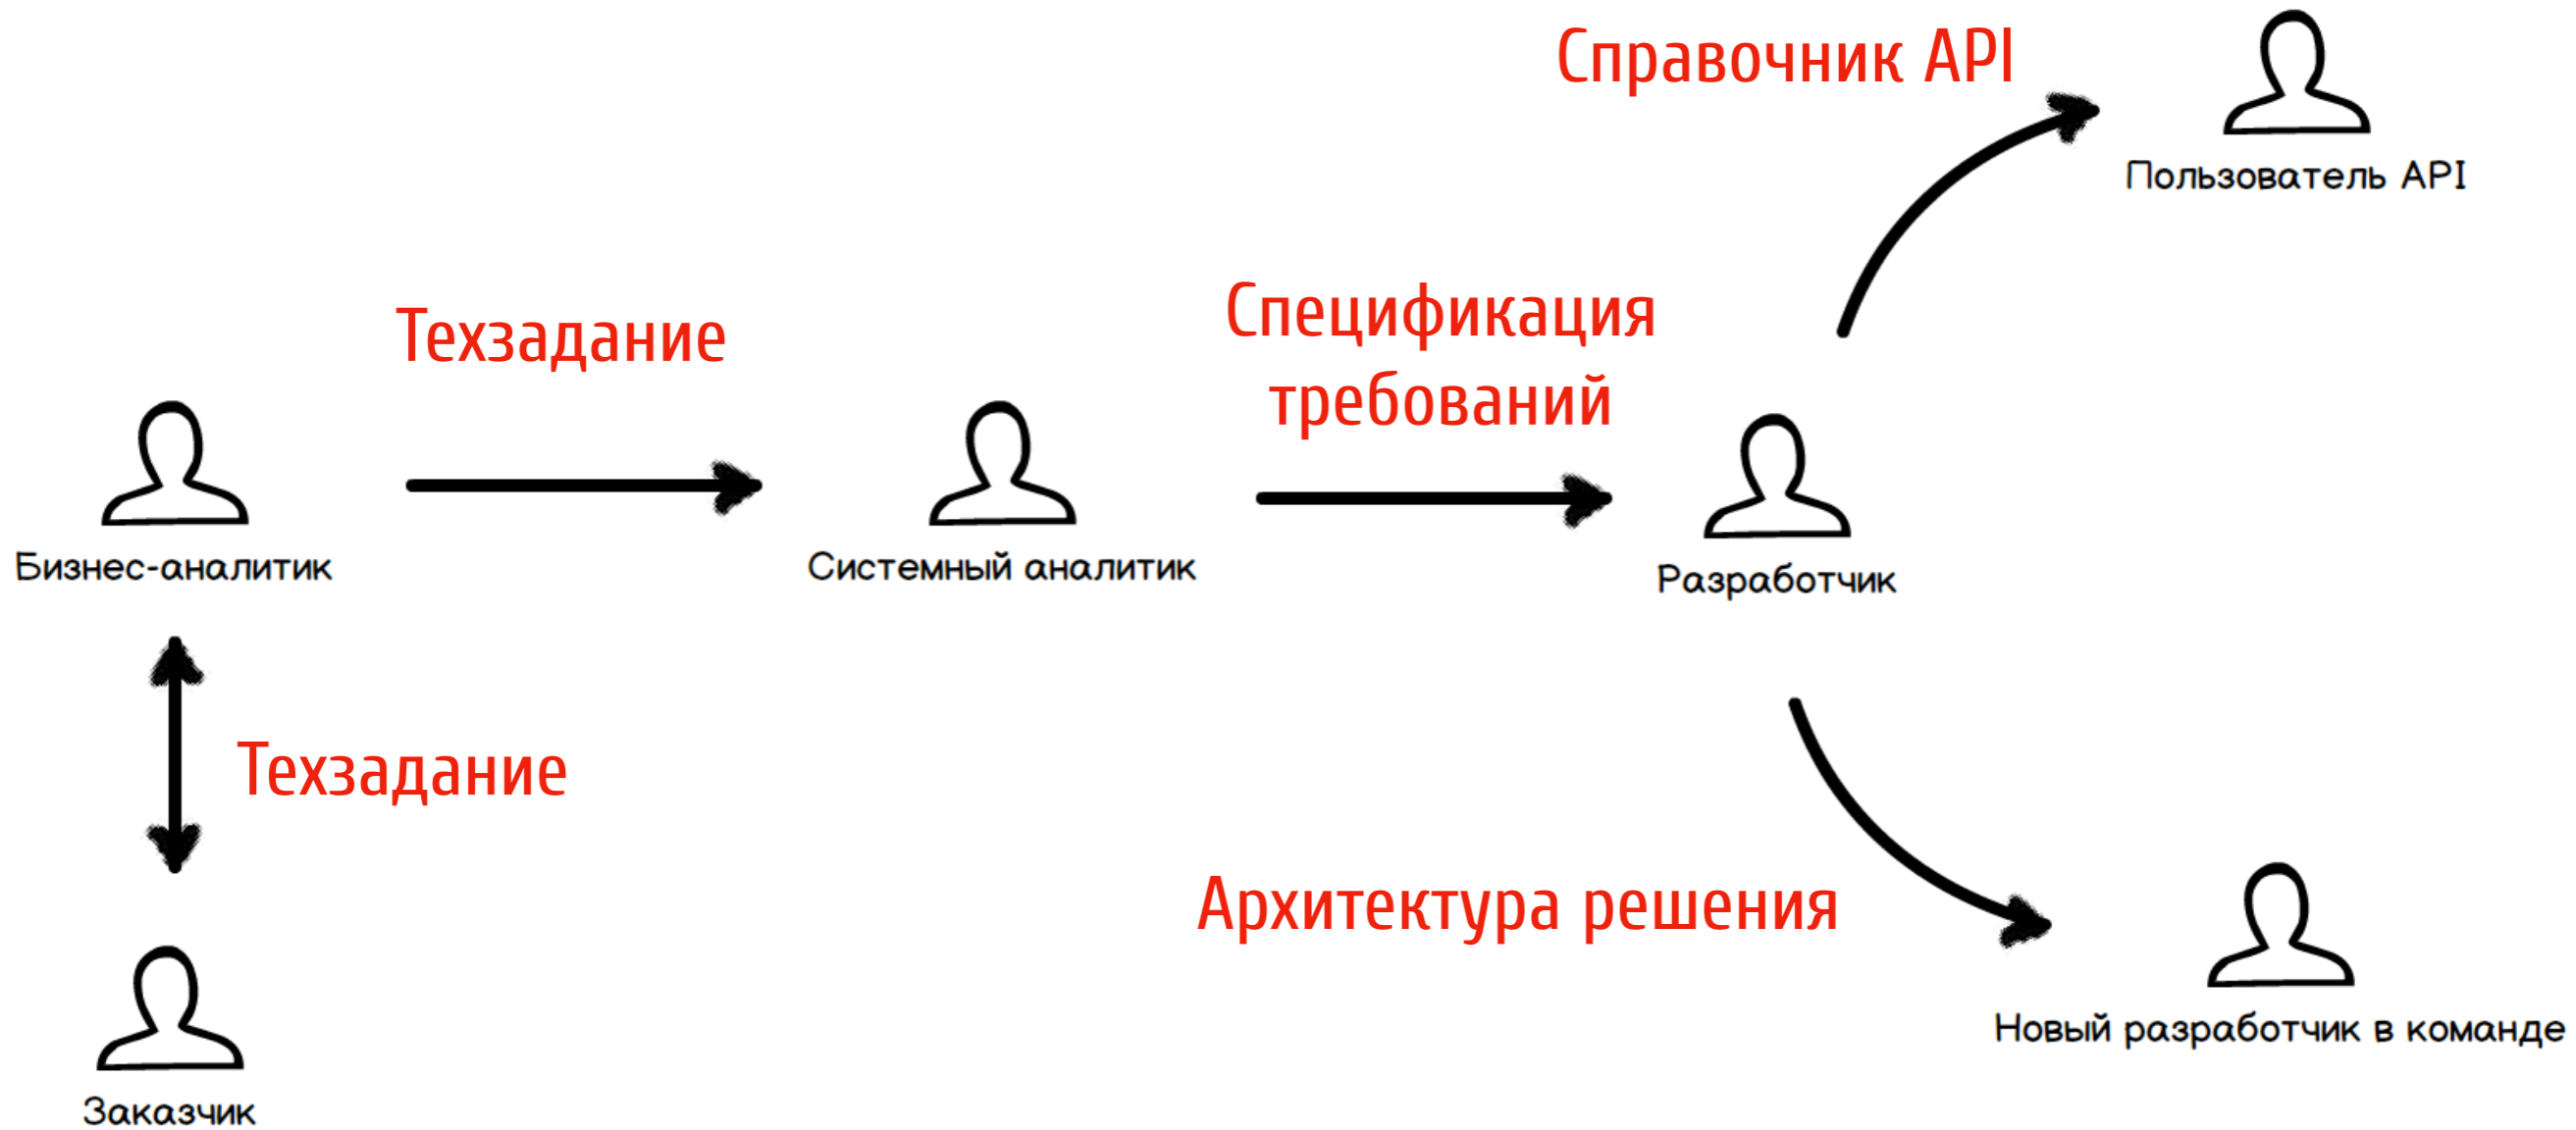 Справочник API
Пользователь API
Техзадание
Спецификация
требований
Бизнес-аналитик
Системный аналитик
Разработчик
Техзадание
Архитектура решения
Новый разработчик в команде
Заказчик